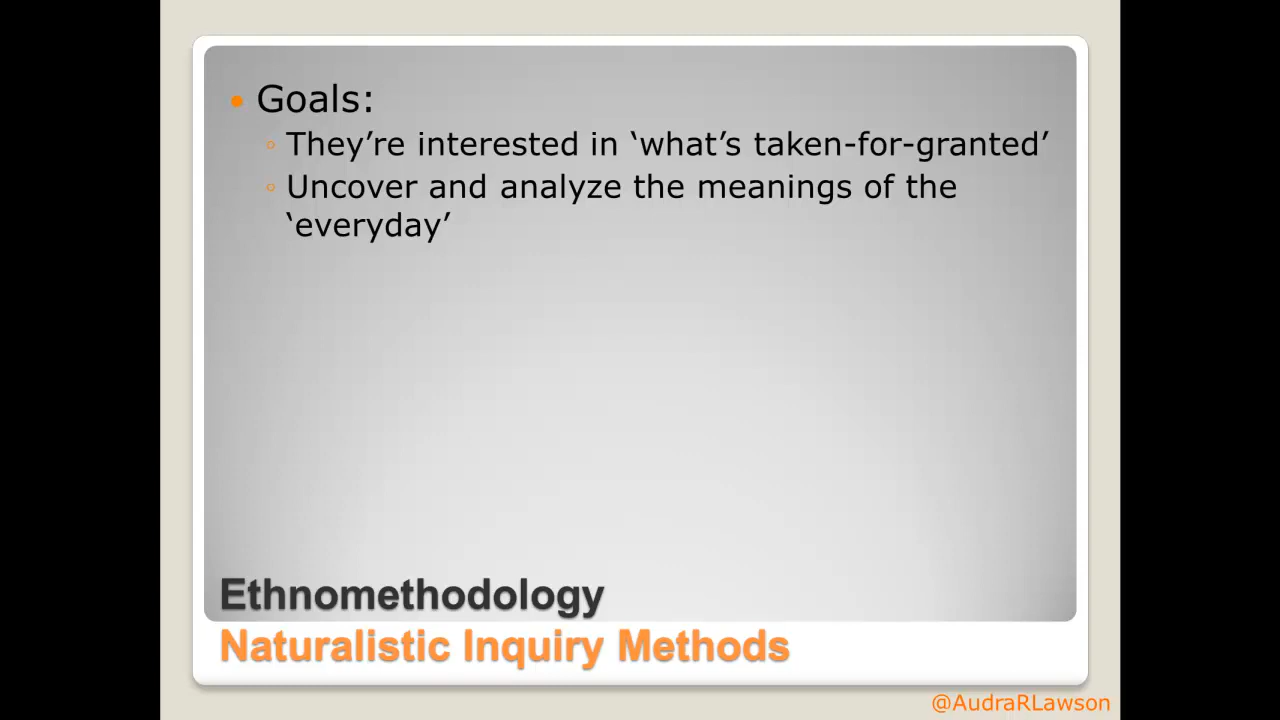 Goals:
They’re interested in ‘what’s taken-for-granted’
Uncover and analyze the meanings of the
‘everyday’
Ethnomethodology
Naturalistic Inquiry Methods
@AudraRLawson